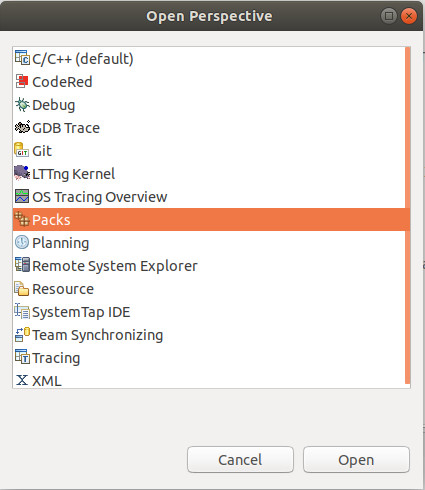 Open Perspective
C/C++ (default)
CodeRed
Debug
GDB Trace
Git
LTTng Kernel
OS Tracing Overview
Packs
Planning
Remote System Explorer
Resource
SystemTap IDE
Team Synchronizing
Tracing
XML
Cancel
Open